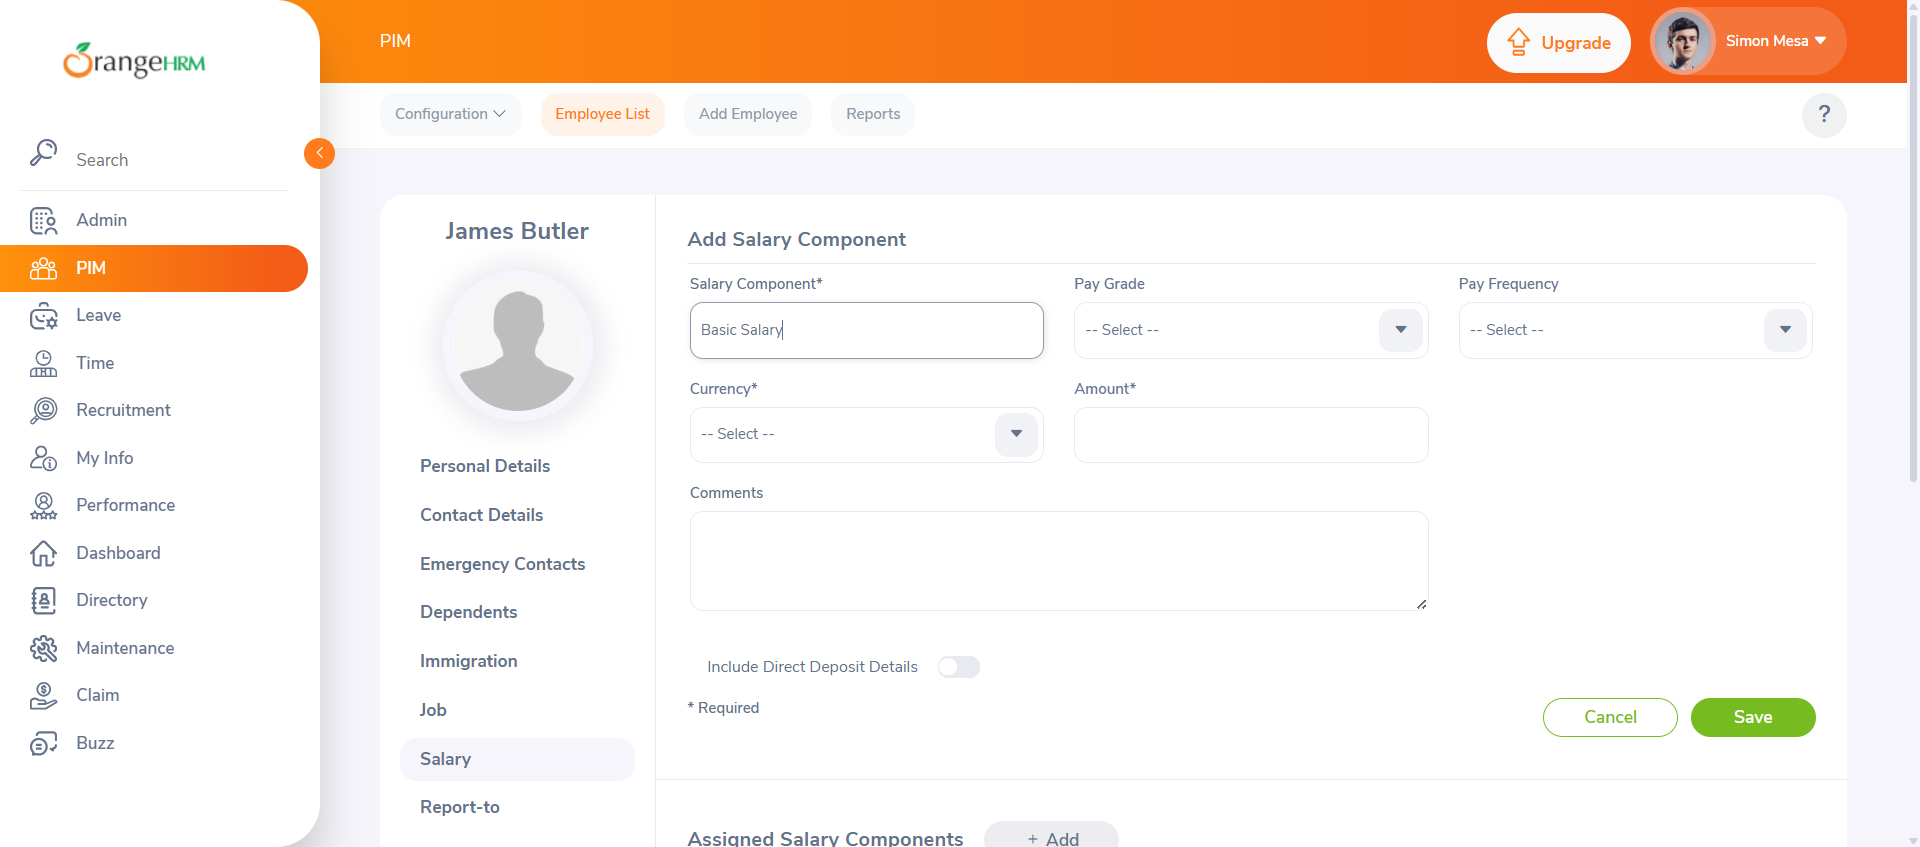 OrangeHRM
PIM
Upgrade
Simon Mesa
Configuration
Employee List
Add Employee
Reports
?
Search
Admin
PIM
Leave
Time
Recruitment
My Info
Performance
Dashboard
Directory
Maintenance
Claim
Buzz
James Butler
Personal Details
Contact Details
Emergency Contacts
Dependents
Immigration
Job
Salary
Report-to
Add Salary Component
Salary Component*
Pay Grade
Pay Frequency
Basic Salary
-- Select --
-- Select --
Currency*
Amount*
-- Select --
Comments
Include Direct Deposit Details
* Required
Cancel
Save
Assigned Salary Components
+ Add